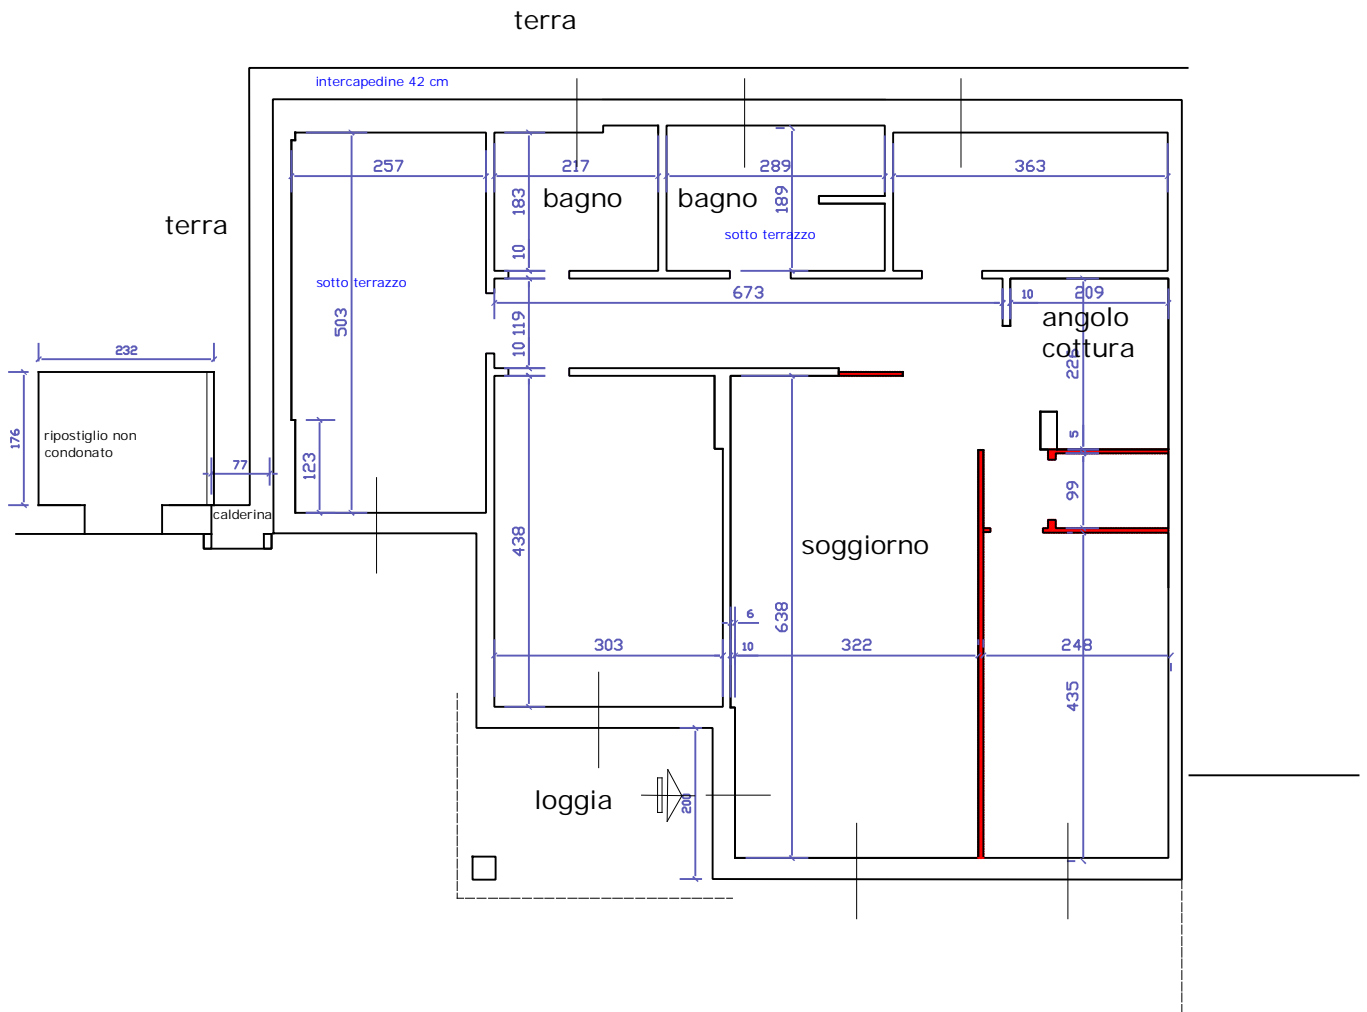 terra
intercapedine 42 cm
257
217
289
363
183
bagno
bagno
189
terra
sotto terrazzo
10
sotto terrazzo
673
10
209
503
119
angolo
cottura
10
232
226
176
ripostiglio non
condonato
5
77
123
99
calderina
438
soggiorno
638
6
303
10
322
248
435
loggia
200